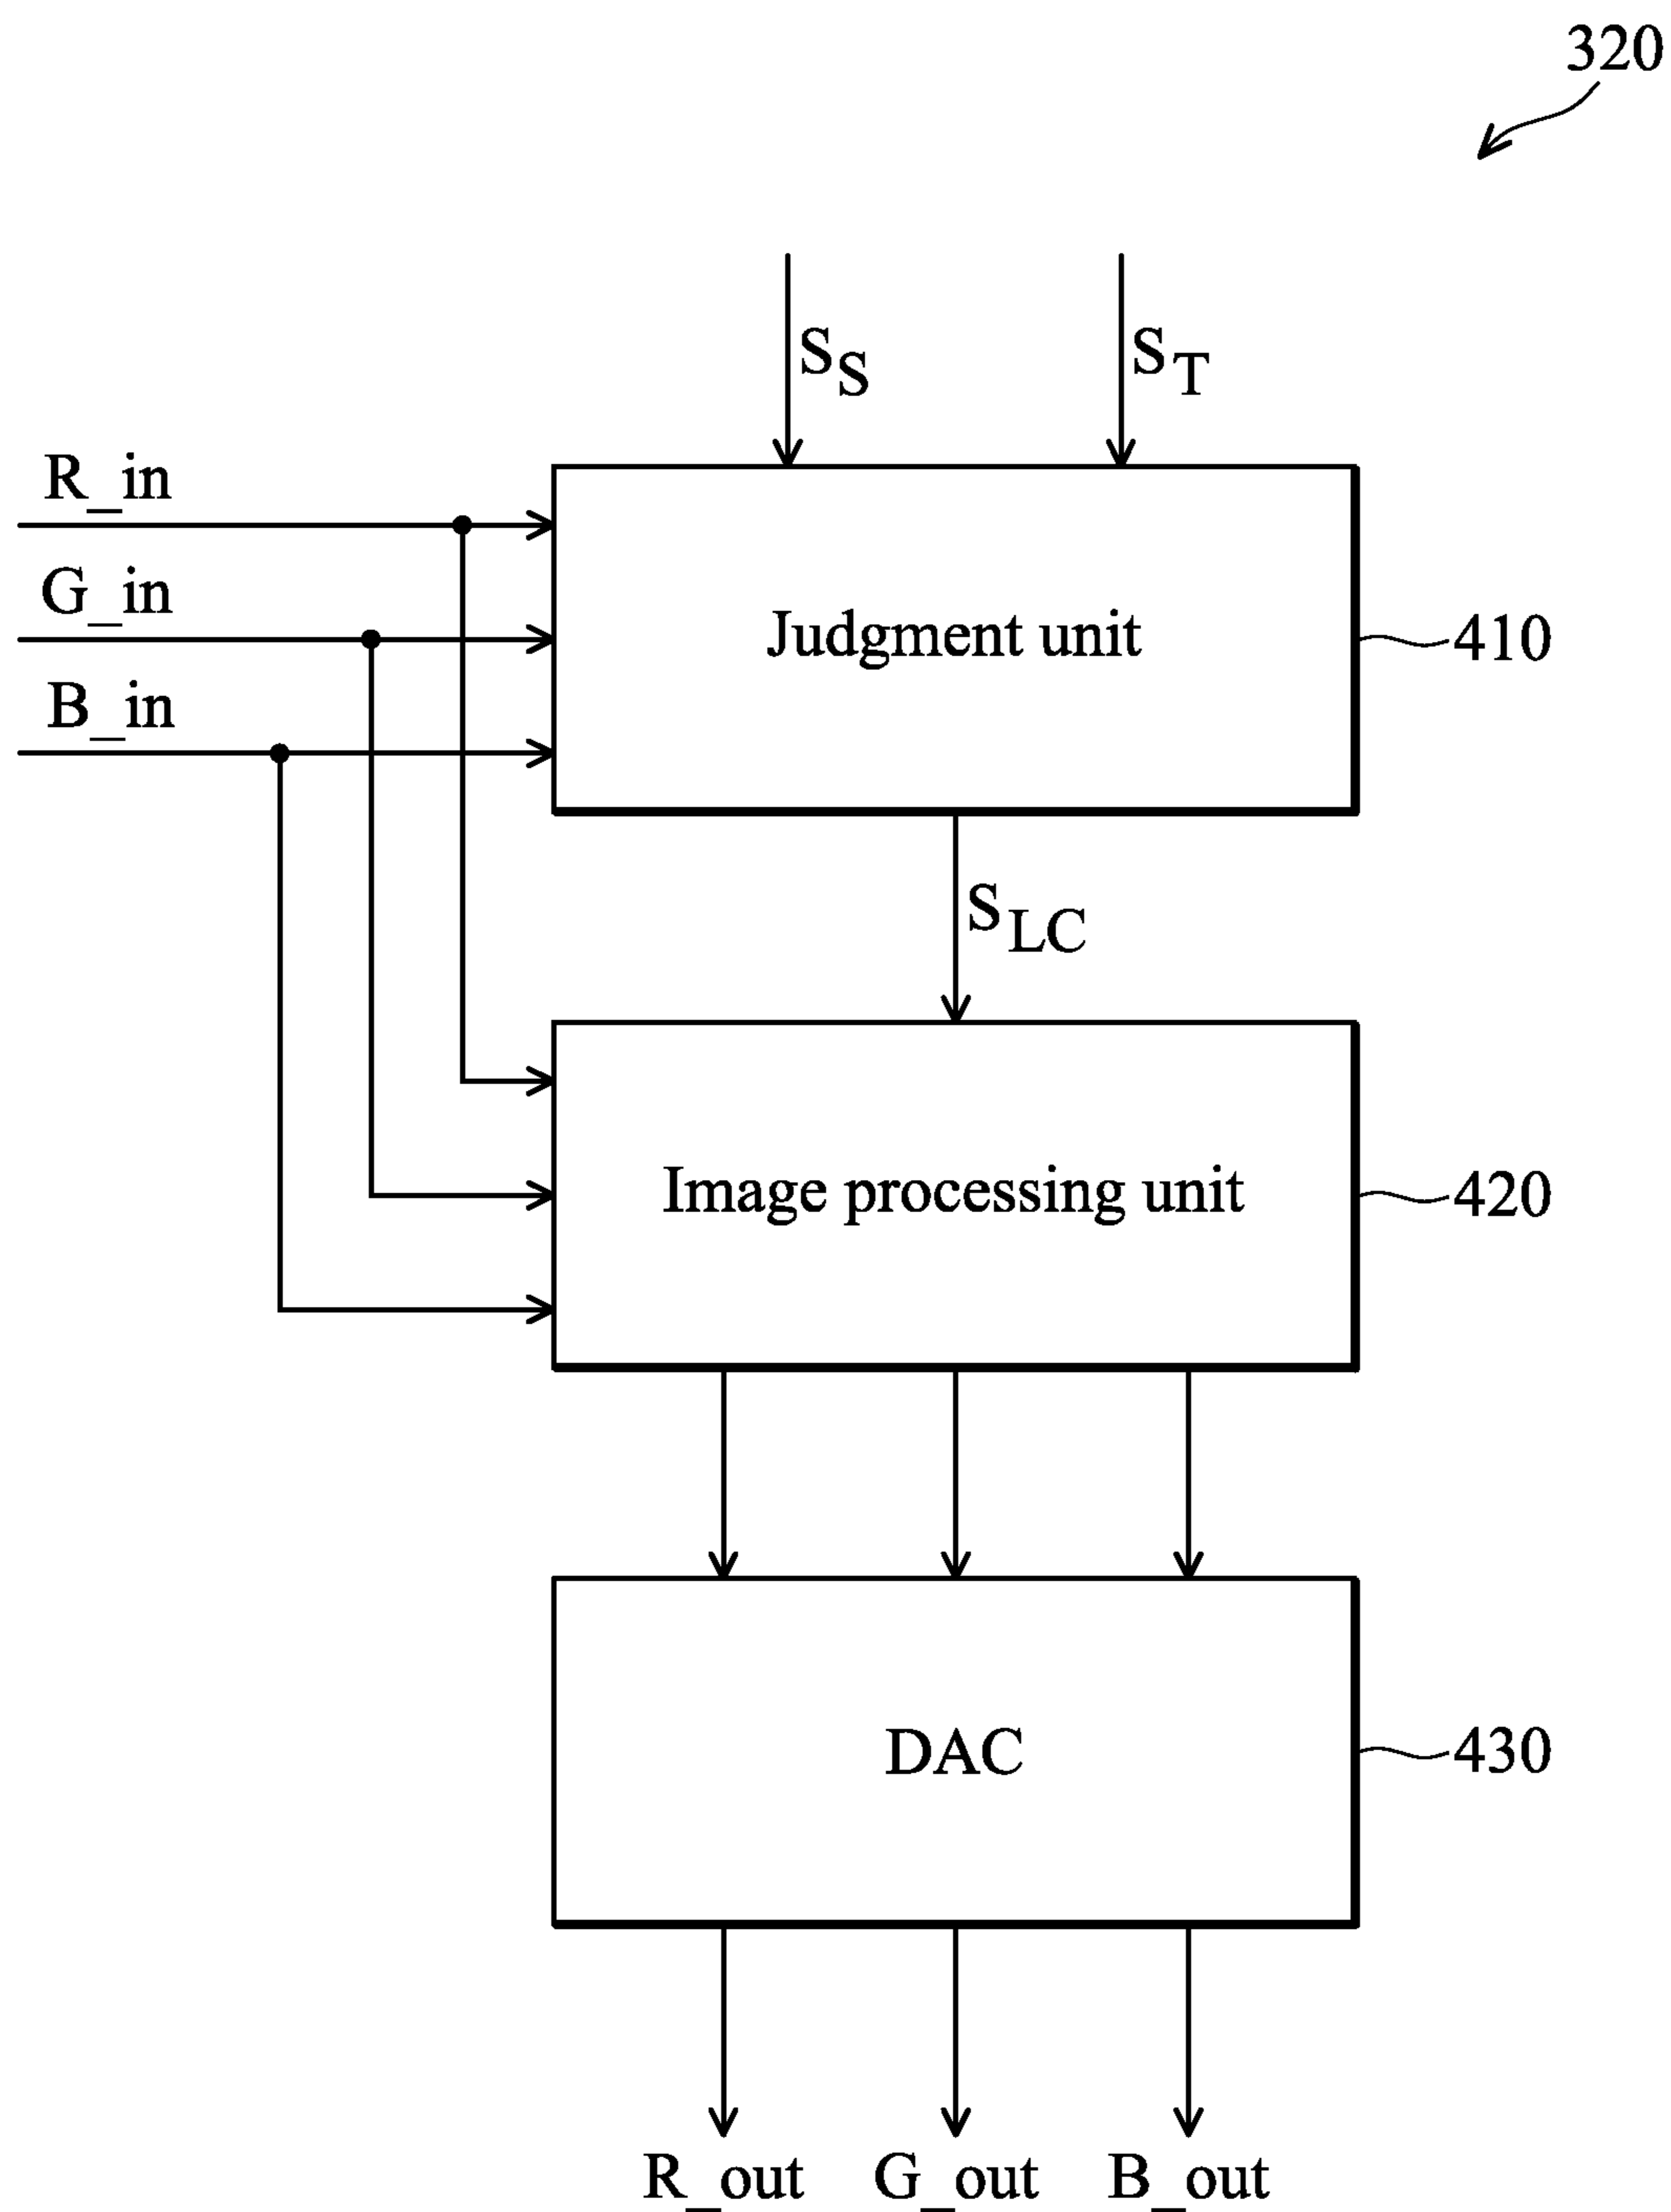 320
S_S
S_T
R_in
G_in
B_in
Judgment unit
410
S_LC
Image processing unit
420
DAC
430
R_out
G_out
B_out